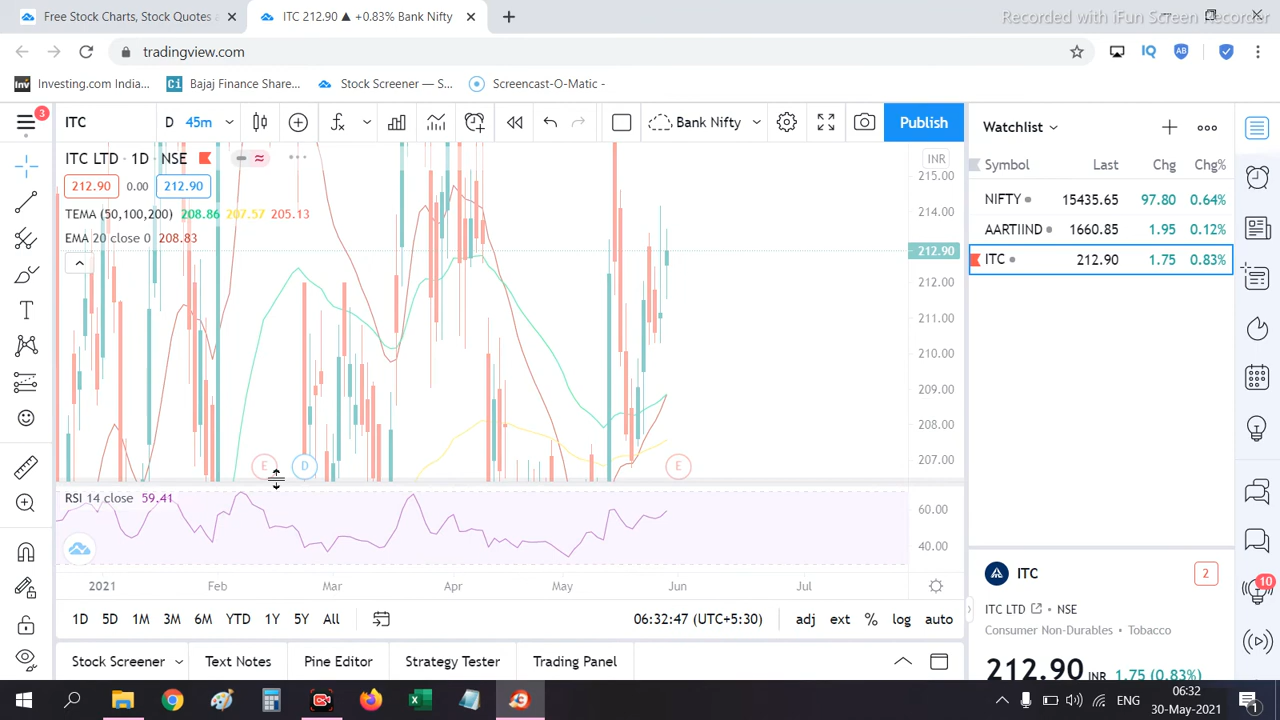 Free Stock Charts, Stock Quotes a
ITC 212.90 ▲ +0.83% Bank Nifty
Recorded with iFun Screen Recorder
tradingview.com
IQ
AB
Inv Investing.com India...
Ci Bajaj Finance Share...
Stock Screener — S...
Screencast-O-Matic -
3
ITC
D 45m
Bank Nifty
Publish
Watchlist
ITC LTD · 1D · NSE
INR
Symbol Last Chg Chg%
212.90 0.00 212.90
TEMA (50,100,200) 208.86 207.57 205.13
EMA 20 close 0 208.83
NIFTY 15435.65 97.80 0.64%
AARTIIND 1660.85 1.95 0.12%
ITC 212.90 1.75 0.83%
215.00
214.00
212.90
212.00
211.00
210.00
209.00
208.00
207.00
E D E
RSI 14 close 59.41
60.00
40.00
2021 Feb Mar Apr May Jun Jul
1D 5D 1M 3M 6M YTD 1Y 5Y All
06:32:47 (UTC+5:30) adj ext % log auto
Stock Screener Text Notes Pine Editor Strategy Tester Trading Panel
ITC
2
ITC LTD · NSE
Consumer Non-Durables · Tobacco
212.90 INR 1.75 (0.83%)
10
ENG
06:32
30-May-2021
1